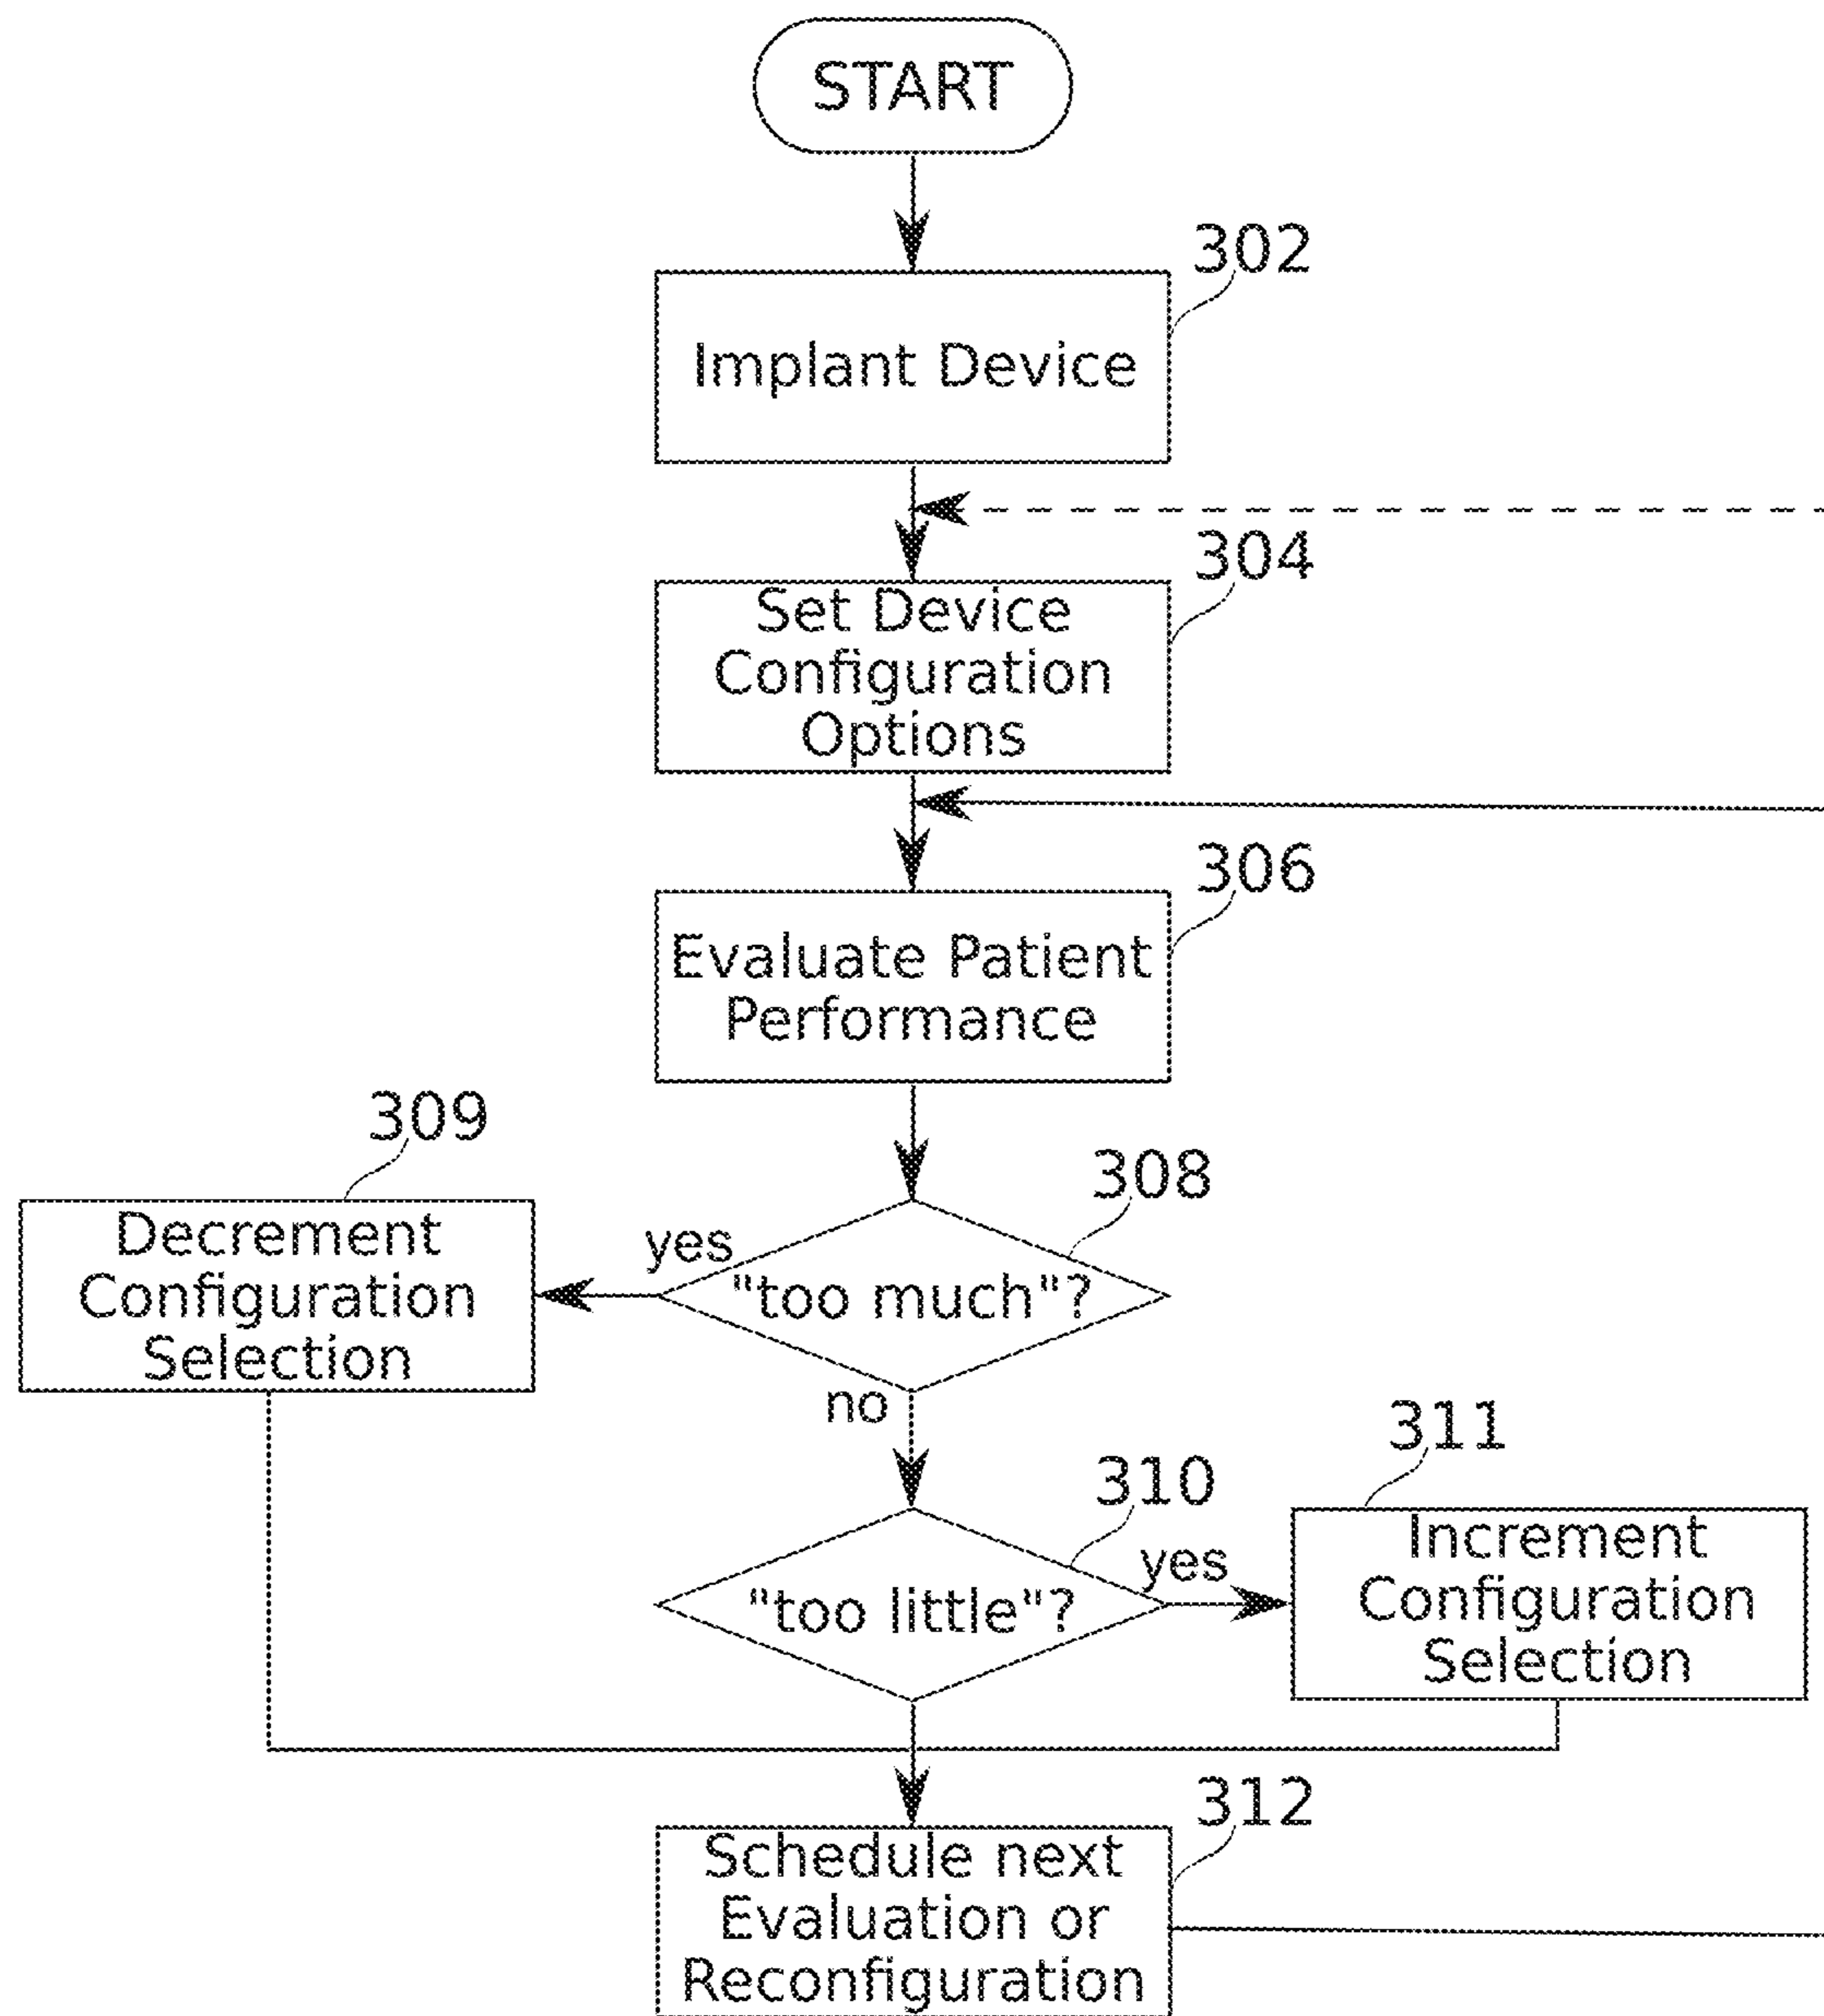 START
302
Implant Device
304
Set Device
Configuration
Options
306
Evaluate Patient
Performance
309
308
Decrement
Configuration
Selection
yes
"too much"?
no
311
310
Increment
Configuration
Selection
yes
"too little"?
312
Schedule next
Evaluation or
Reconfiguration